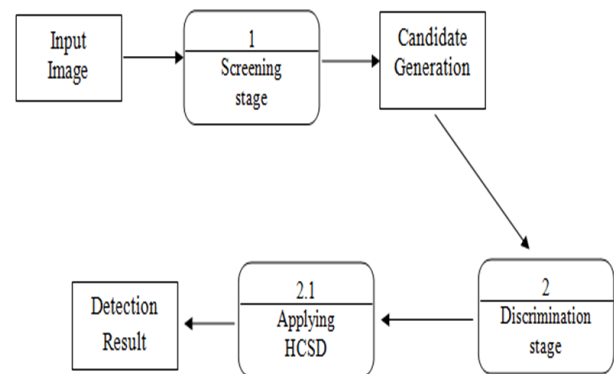 Input
Image
1
Screening
stage
Candidate
Generation
2
Discrimination
stage
2.1
Applying
HCSD
Detection
Result